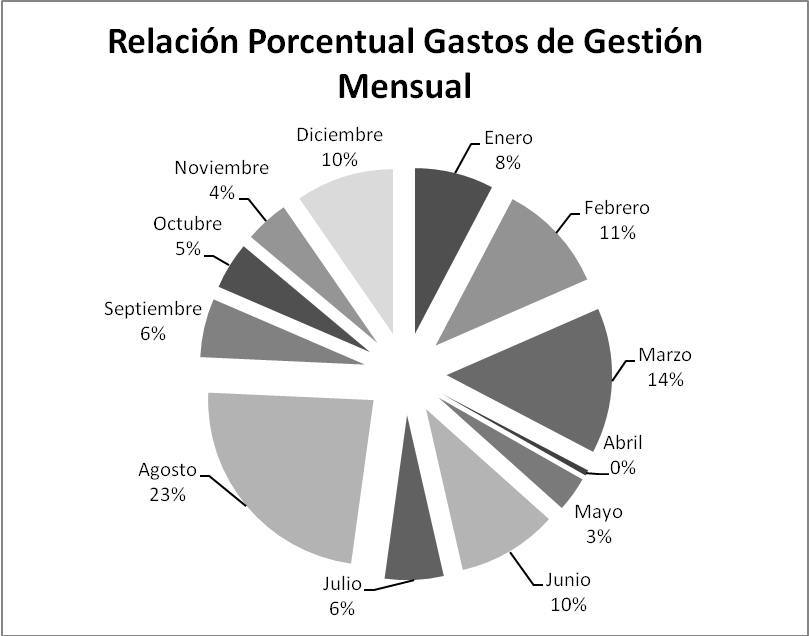 Relación Porcentual Gastos de Gestión
Mensual
Enero
8%
Febrero
11%
Marzo
14%
Abril
0%
Mayo
3%
Junio
10%
Julio
6%
Agosto
23%
Septiembre
6%
Octubre
5%
Noviembre
4%
Diciembre
10%